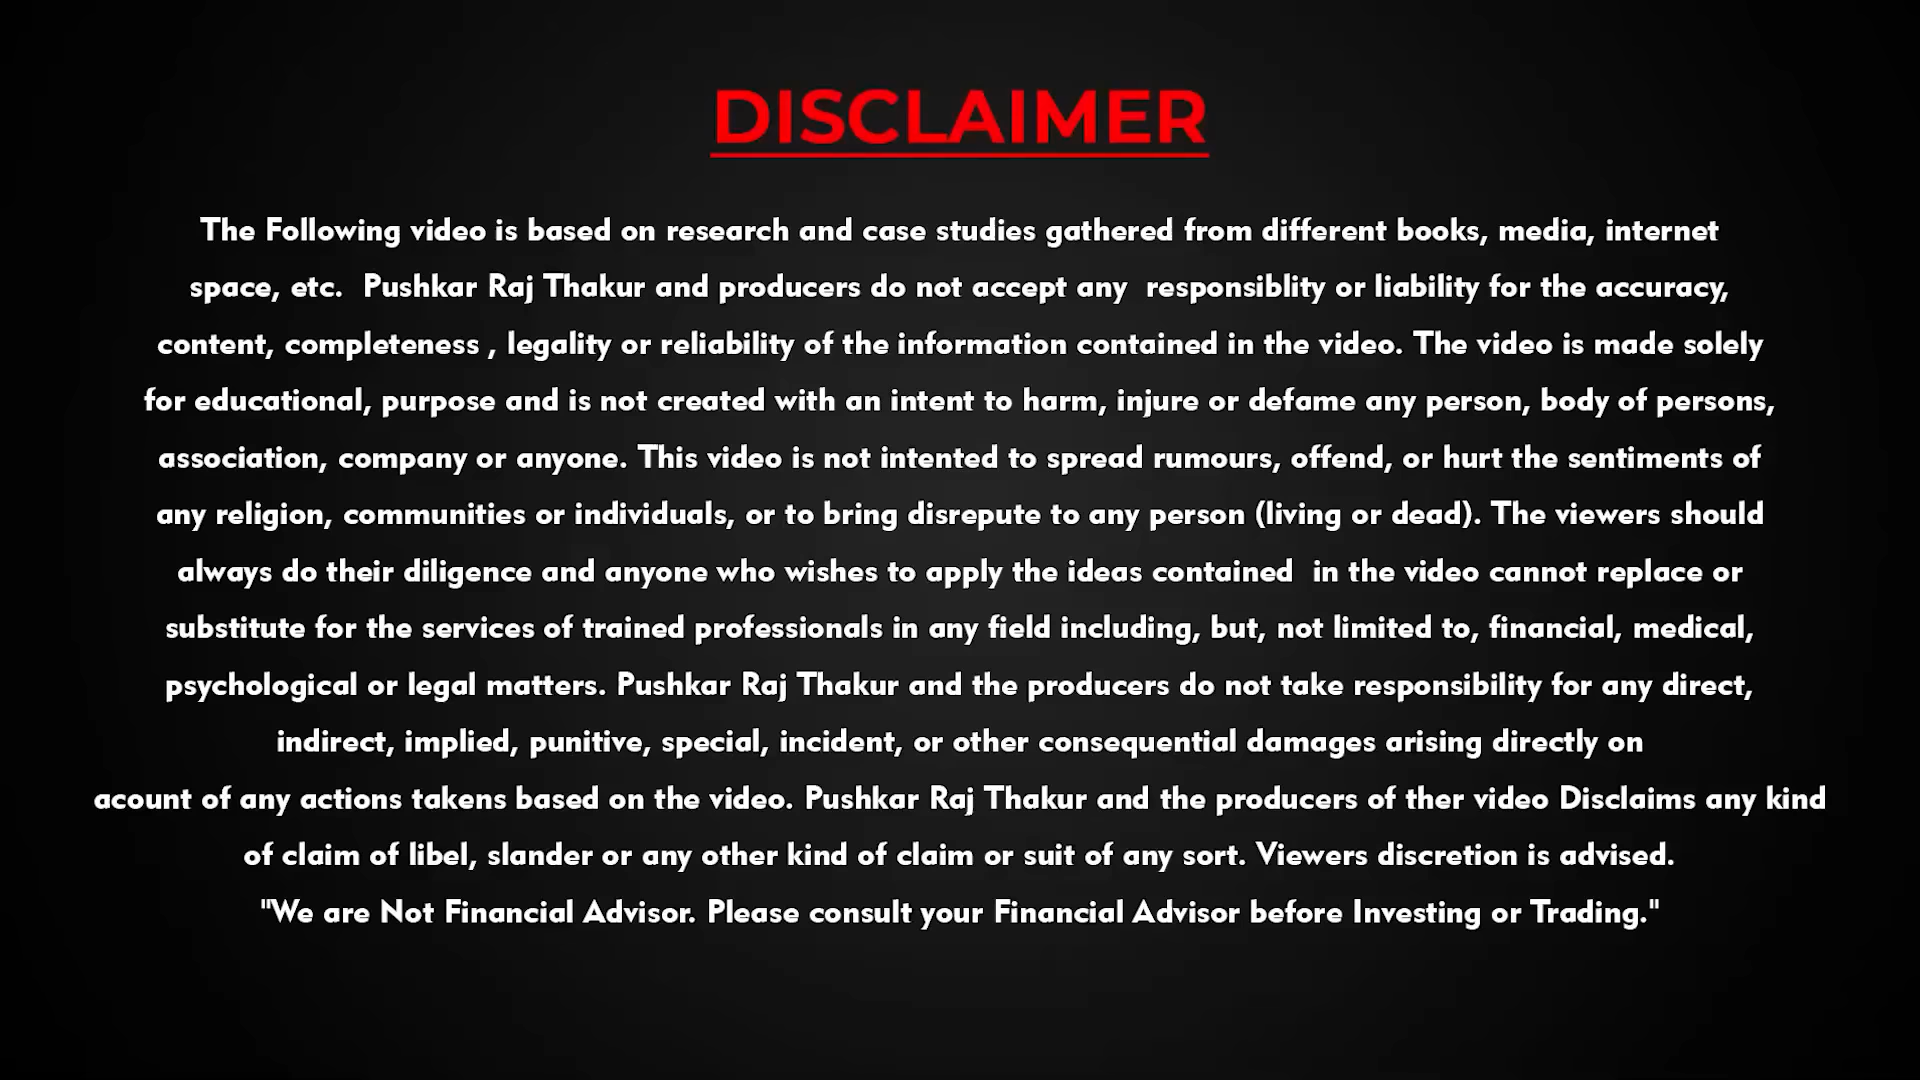 DISCLAIMER
The Following video is based on research and case studies gathered from different books, media, internet
space, etc.  Pushkar Raj Thakur and producers do not accept any  responsiblity or liability for the accuracy,
content, completeness , legality or reliability of the information contained in the video. The video is made solely
for educational, purpose and is not created with an intent to harm, injure or defame any person, body of persons,
association, company or anyone. This video is not intented to spread rumours, offend, or hurt the sentiments of
any religion, communities or individuals, or to bring disrepute to any person (living or dead). The viewers should
always do their diligence and anyone who wishes to apply the ideas contained  in the video cannot replace or
substitute for the services of trained professionals in any field including, but, not limited to, financial, medical,
psychological or legal matters. Pushkar Raj Thakur and the producers do not take responsibility for any direct,
indirect, implied, punitive, special, incident, or other consequential damages arising directly on
acount of any actions takens based on the video. Pushkar Raj Thakur and the producers of ther video Disclaims any kind
of claim of libel, slander or any other kind of claim or suit of any sort. Viewers discretion is advised.
"We are Not Financial Advisor. Please consult your Financial Advisor before Investing or Trading."